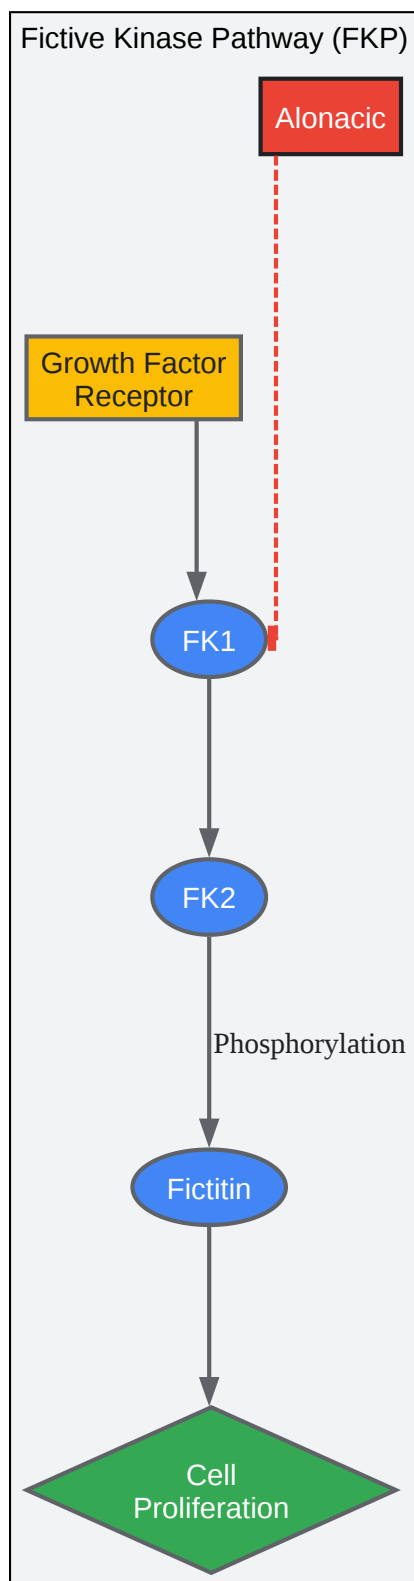 Fictive Kinase Pathway (FKP)
Alonacic
Growth Factor
Receptor
FK1
FK2
Phosphorylation
Fictitin
Cell
Proliferation